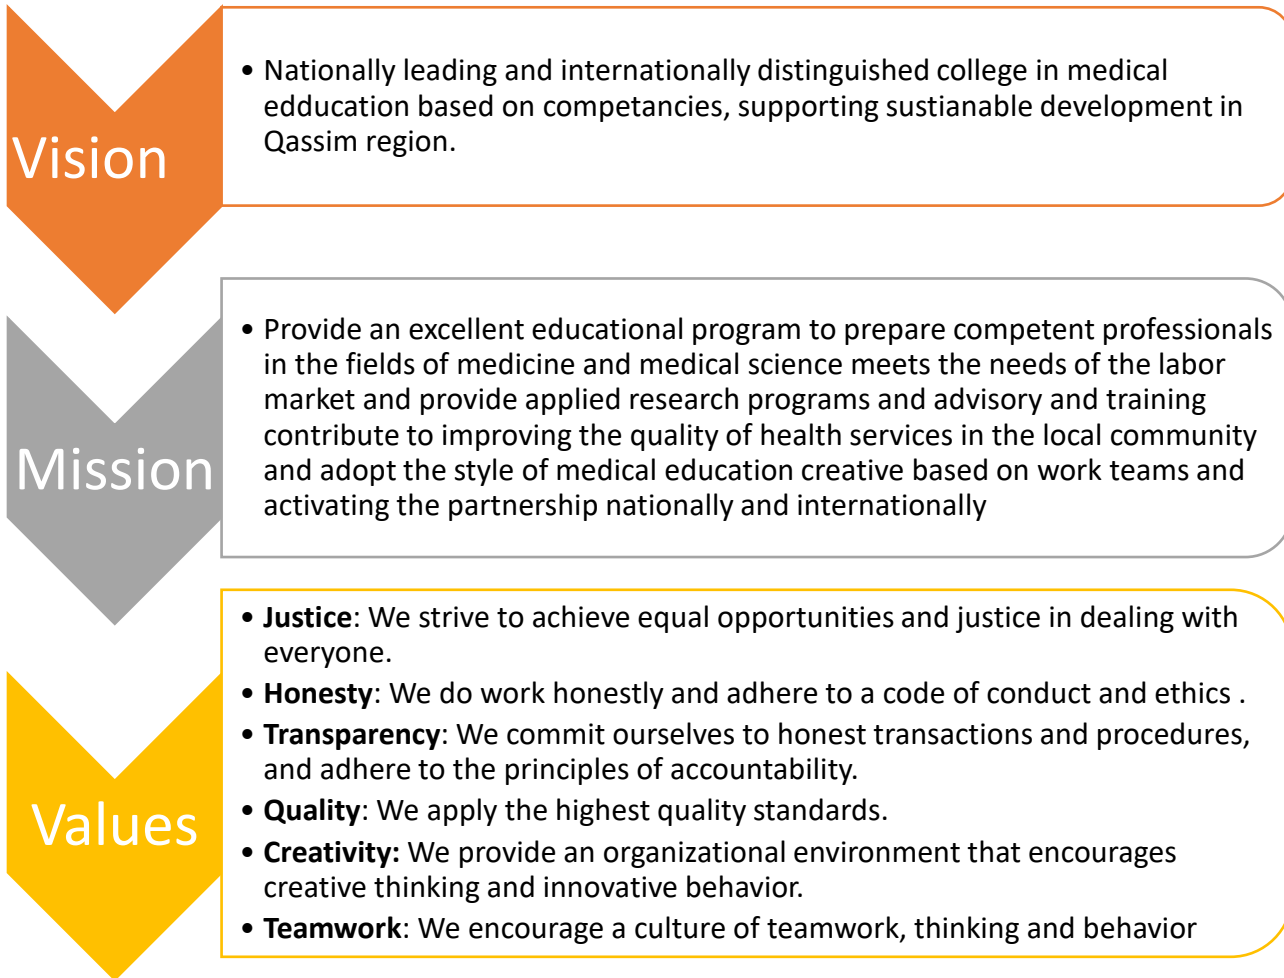 Vision
• Nationally leading and internationally distinguished college in medical
edducation based on competancies, supporting sustianable development in
Qassim region.
Mission
• Provide an excellent educational program to prepare competent professionals
in the fields of medicine and medical science meets the needs of the labor
market and provide applied research programs and advisory and training
contribute to improving the quality of health services in the local community
and adopt the style of medical education creative based on work teams and
activating the partnership nationally and internationally
Values
• Justice: We strive to achieve equal opportunities and justice in dealing with
everyone.
• Honesty: We do work honestly and adhere to a code of conduct and ethics .
• Transparency: We commit ourselves to honest transactions and procedures,
and adhere to the principles of accountability.
• Quality: We apply the highest quality standards.
• Creativity: We provide an organizational environment that encourages
creative thinking and innovative behavior.
• Teamwork: We encourage a culture of teamwork, thinking and behavior